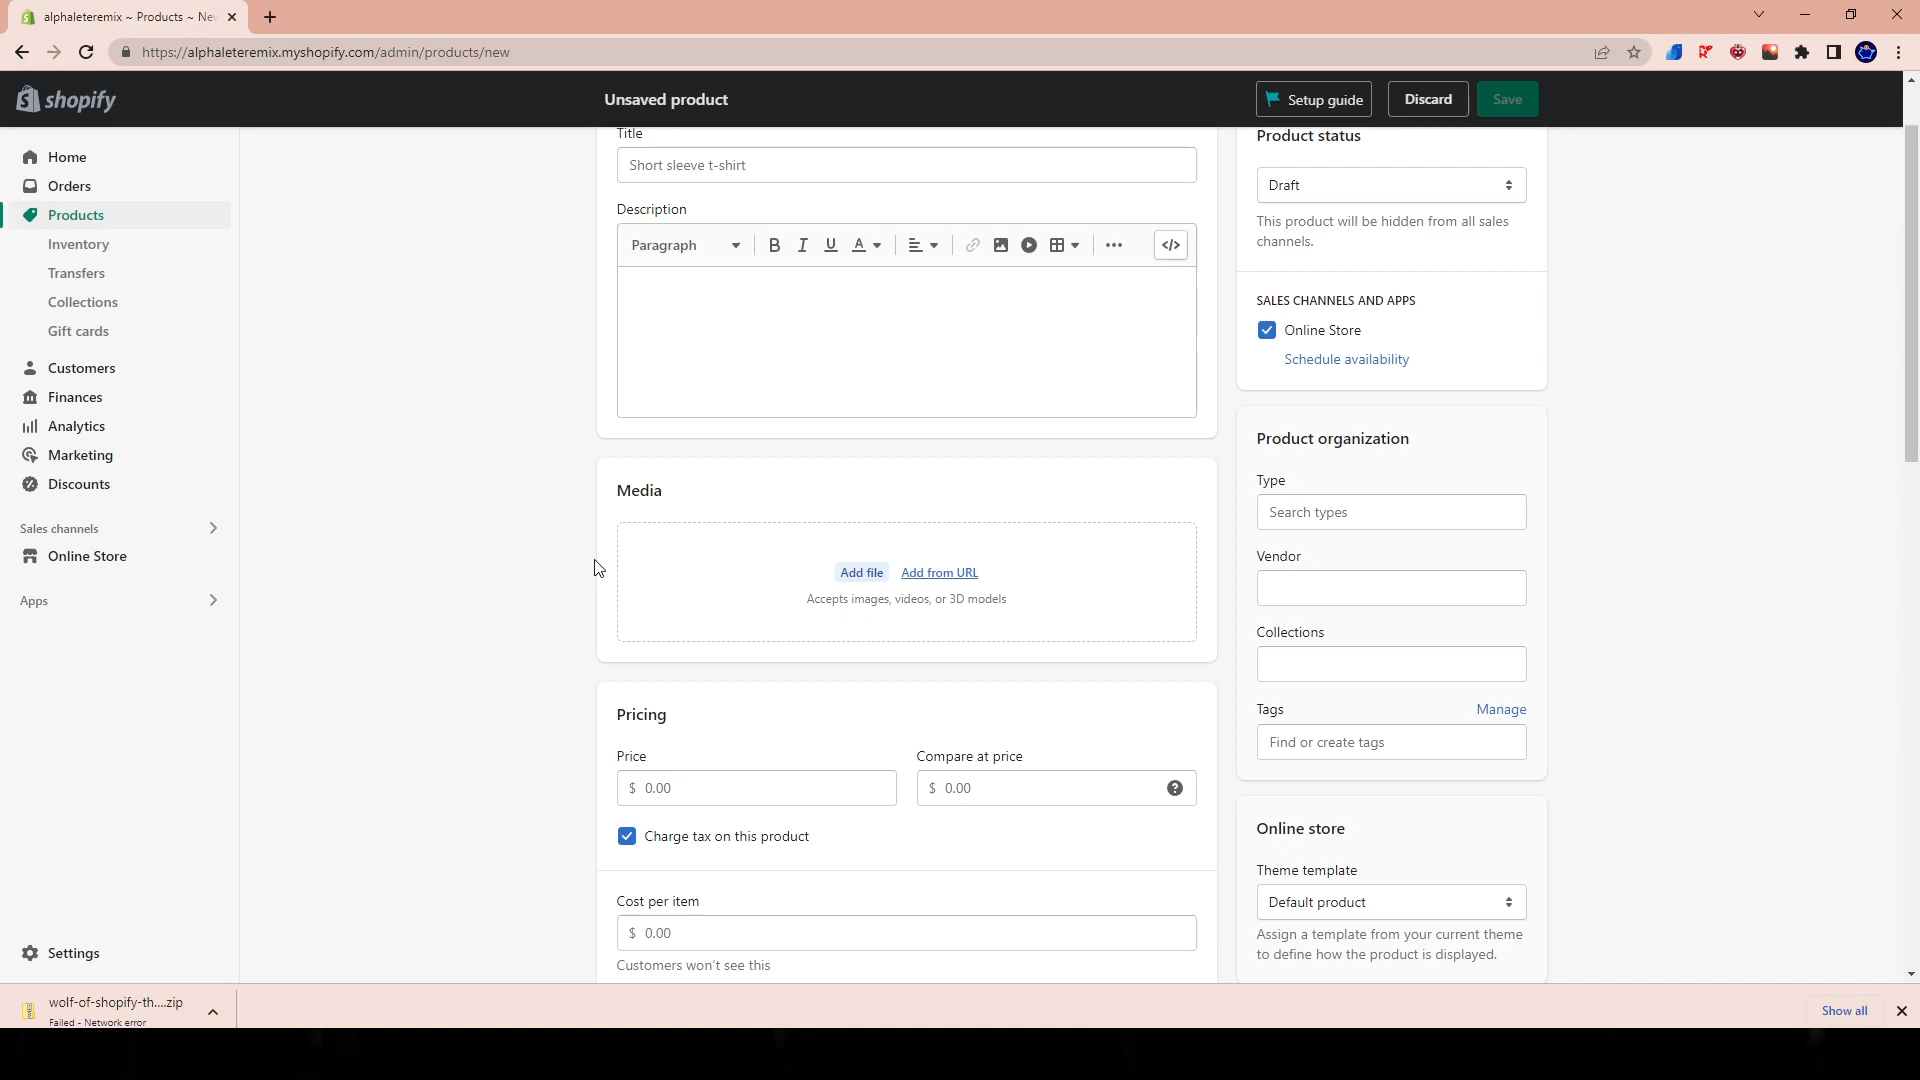 alphaleteremix ~ Products ~ Ne
https://alphaleteremix.myshopify.com/admin/products/new
shopify
Unsaved product
Setup guide
Discard
Save
Home
Orders
Products
Inventory
Transfers
Collections
Gift cards
Customers
Finances
Analytics
Marketing
Discounts
Sales channels
Online Store
Apps
Settings
Title
Short sleeve t-shirt
Description
Paragraph
B I U A
</>
Media
Add file Add from URL
Accepts images, videos, or 3D models
Pricing
Price
Compare at price
$ 0.00
$ 0.00
Charge tax on this product
Cost per item
$ 0.00
Customers won't see this
Product status
Draft
This product will be hidden from all sales
channels.
SALES CHANNELS AND APPS
Online Store
Schedule availability
Product organization
Type
Search types
Vendor
Collections
Tags
Manage
Find or create tags
Online store
Theme template
Default product
Assign a template from your current theme
to define how the product is displayed.
wolf-of-shopify-th....zip
Failed - Network error
Show all